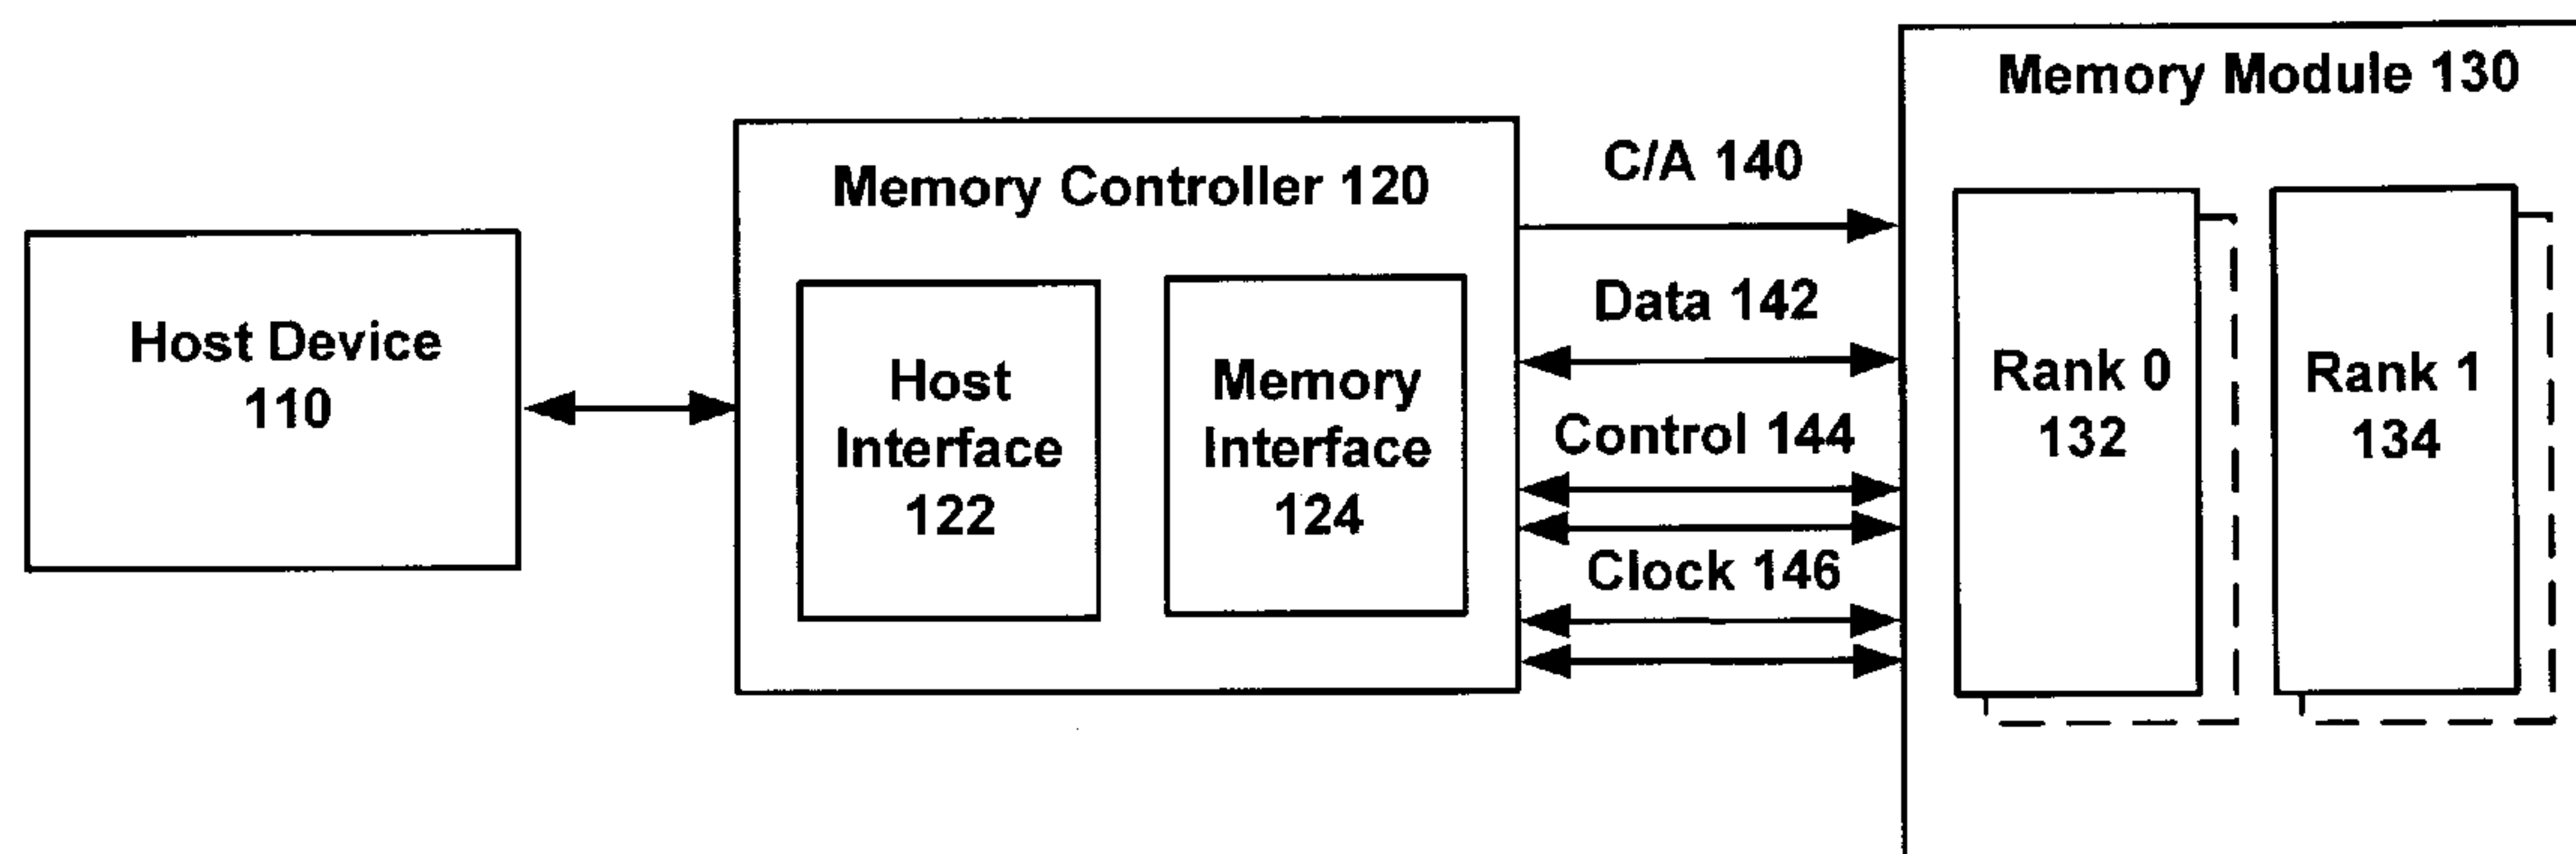 Memory Module 130
C/A 140
Memory Controller 120
Data 142
Host Device
110
Host
Interface
122
Memory
Interface
124
Control 144
Clock 146
Rank 0
132
Rank 1
134